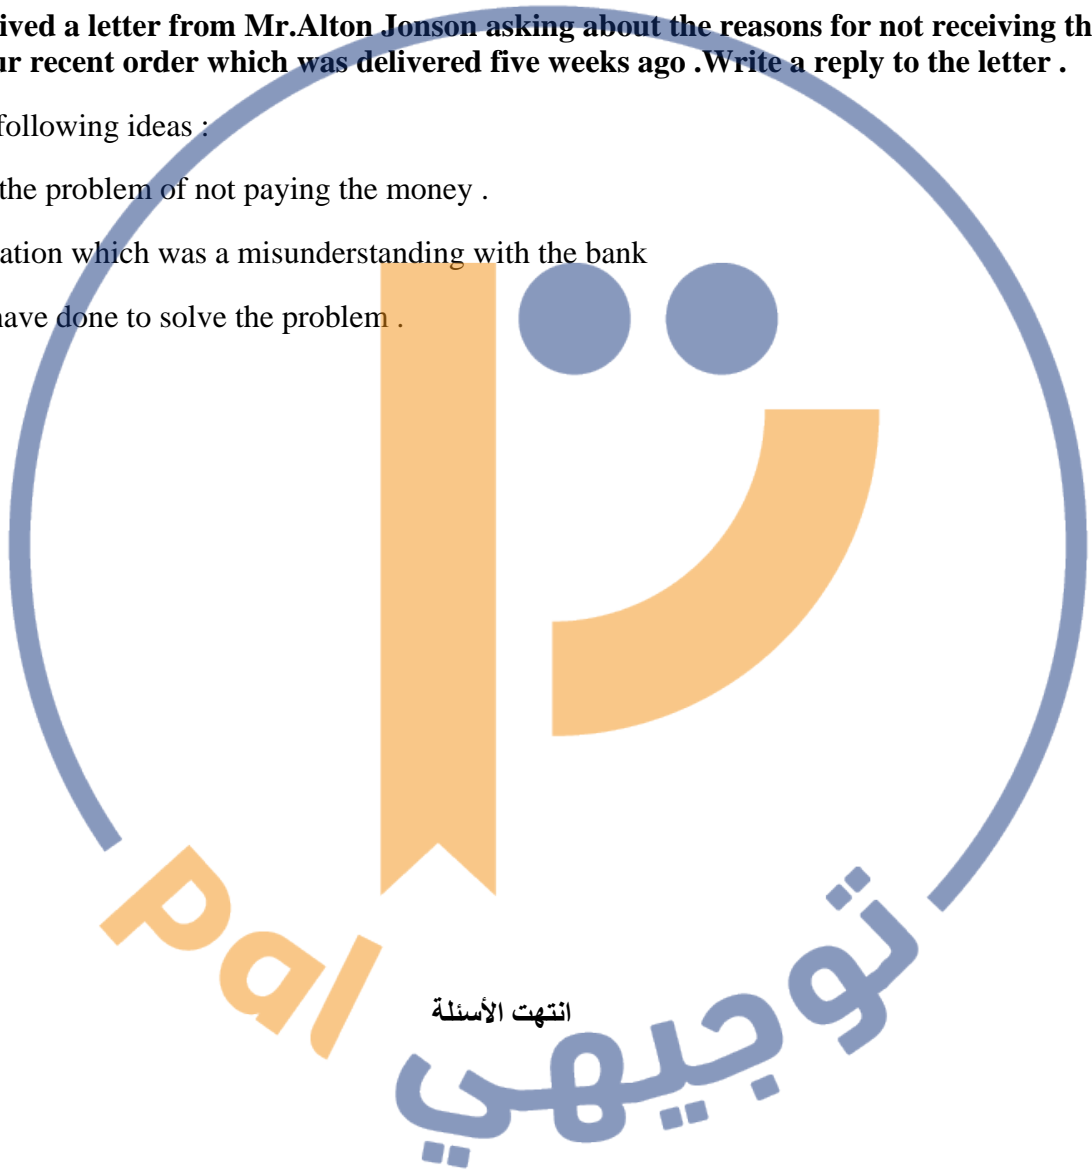 ived a letter from Mr.Alton Jonson asking about the reasons for not receiving th
ur recent order which was delivered five weeks ago .Write a reply to the letter .
following ideas :
the problem of not paying the money .
ation which was a misunderstanding with the bank
have done to solve the problem .
انتهت الأسئلة
Pal توجيهي